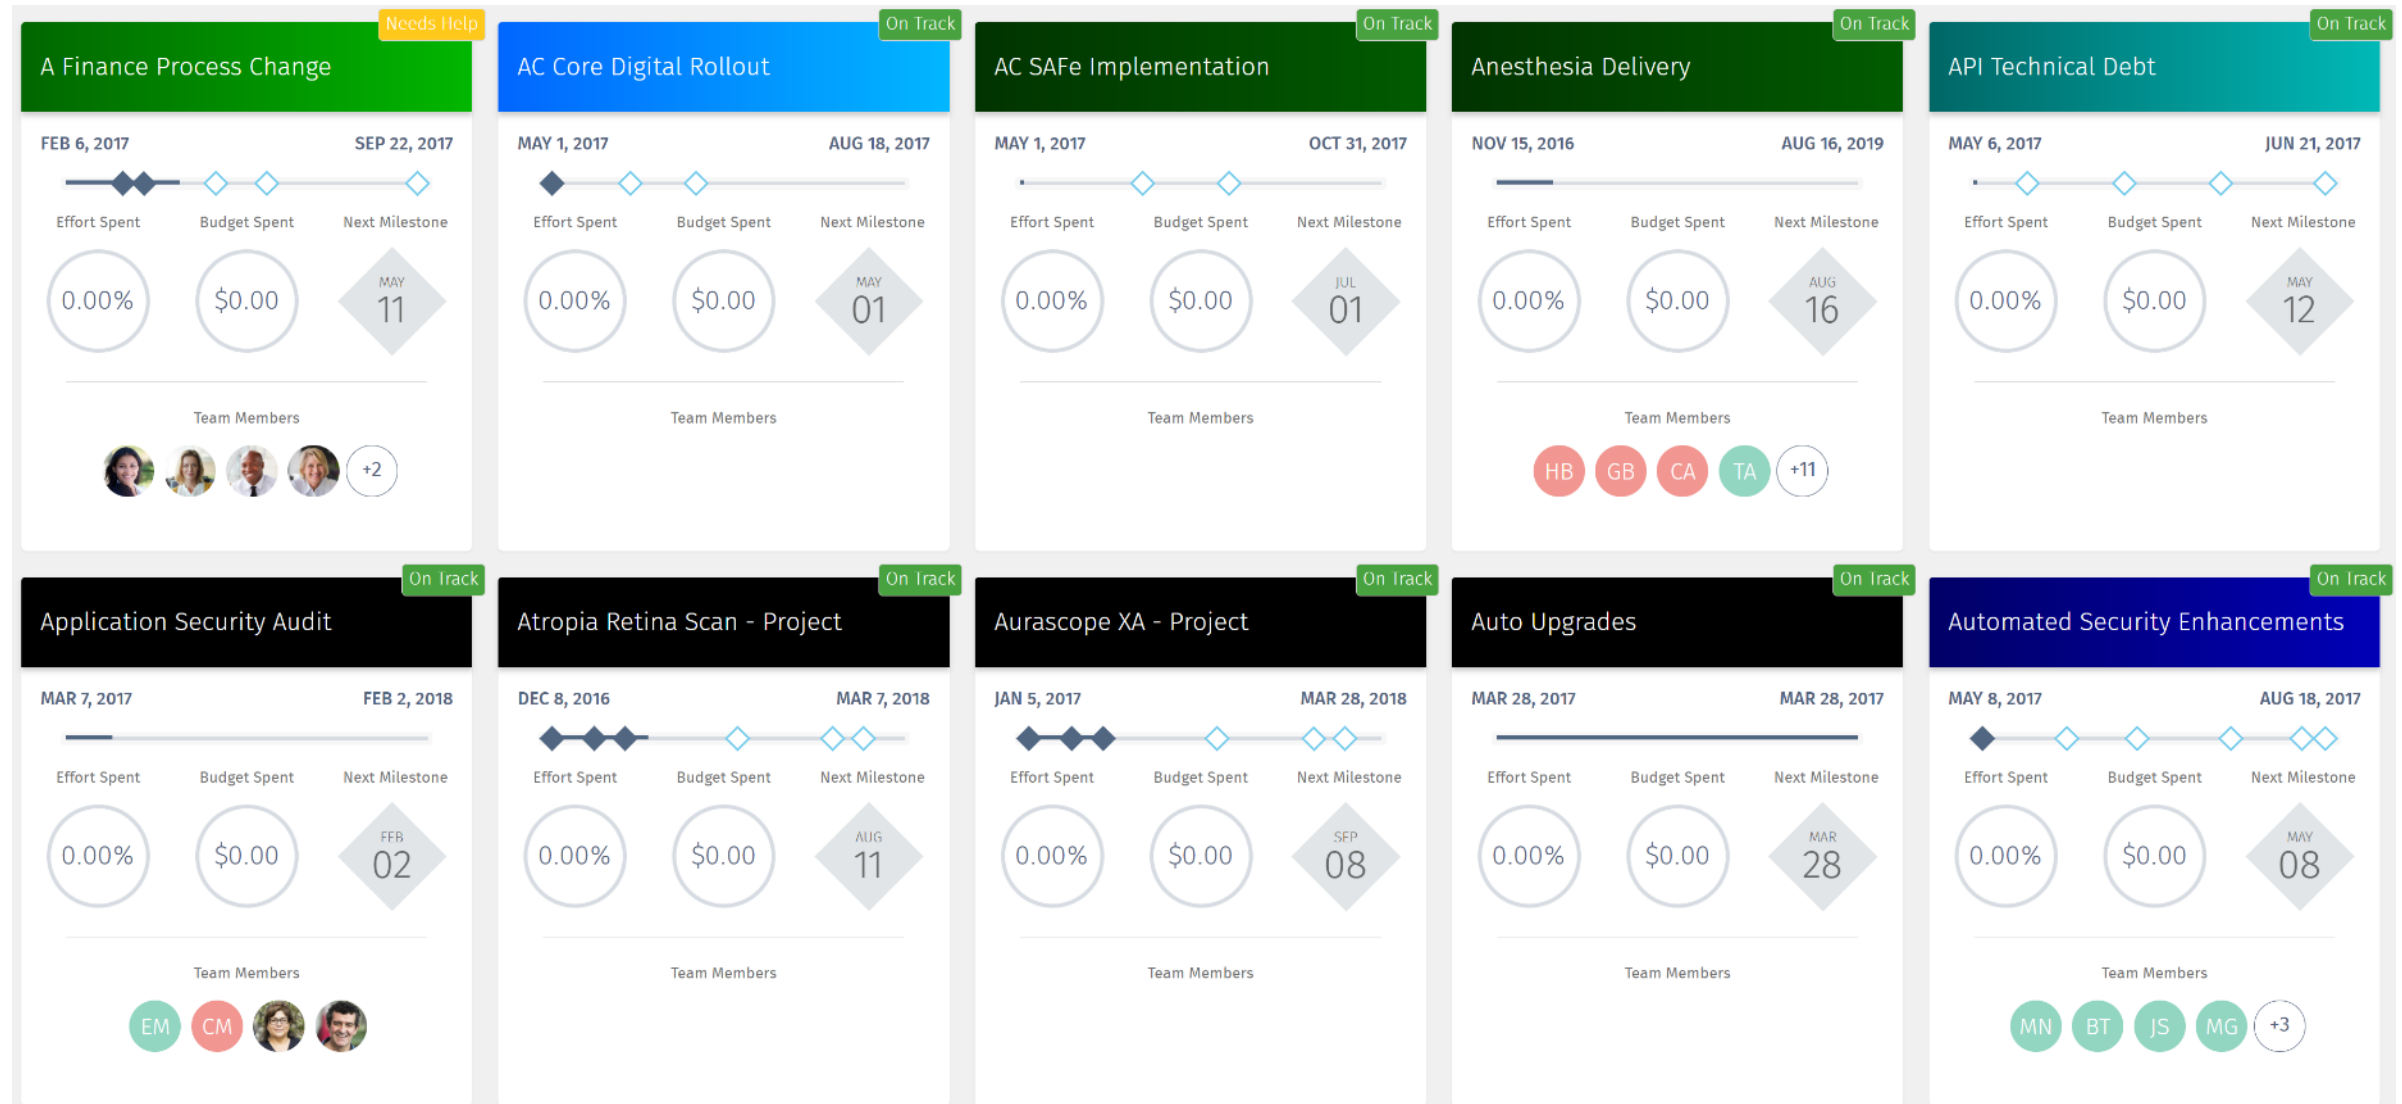 Needs Help
A Finance Process Change
FEB 6, 2017 SEP 22, 2017
Effort Spent Budget Spent Next Milestone
0.00% $0.00 MAY 11
Team Members
+2
On Track
AC Core Digital Rollout
MAY 1, 2017 AUG 18, 2017
Effort Spent Budget Spent Next Milestone
0.00% $0.00 MAY 01
Team Members
On Track
AC SAFe Implementation
MAY 1, 2017 OCT 31, 2017
Effort Spent Budget Spent Next Milestone
0.00% $0.00 JUL 01
Team Members
On Track
Anesthesia Delivery
NOV 15, 2016 AUG 16, 2019
Effort Spent Budget Spent Next Milestone
0.00% $0.00 AUG 16
Team Members
HB GB CA TA +11
On Track
API Technical Debt
MAY 6, 2017 JUN 21, 2017
Effort Spent Budget Spent Next Milestone
0.00% $0.00 MAY 12
Team Members
On Track
Application Security Audit
MAR 7, 2017 FEB 2, 2018
Effort Spent Budget Spent Next Milestone
0.00% $0.00 FEB 02
Team Members
EM CM
On Track
Atropia Retina Scan - Project
DEC 8, 2016 MAR 7, 2018
Effort Spent Budget Spent Next Milestone
0.00% $0.00 AUG 11
Team Members
On Track
Aurascope XA - Project
JAN 5, 2017 MAR 28, 2018
Effort Spent Budget Spent Next Milestone
0.00% $0.00 SEP 08
Team Members
On Track
Auto Upgrades
MAR 28, 2017 MAR 28, 2017
Effort Spent Budget Spent Next Milestone
0.00% $0.00 MAR 28
Team Members
On Track
Automated Security Enhancements
MAY 8, 2017 AUG 18, 2017
Effort Spent Budget Spent Next Milestone
0.00% $0.00 MAY 08
Team Members
MN BT JS MG +3